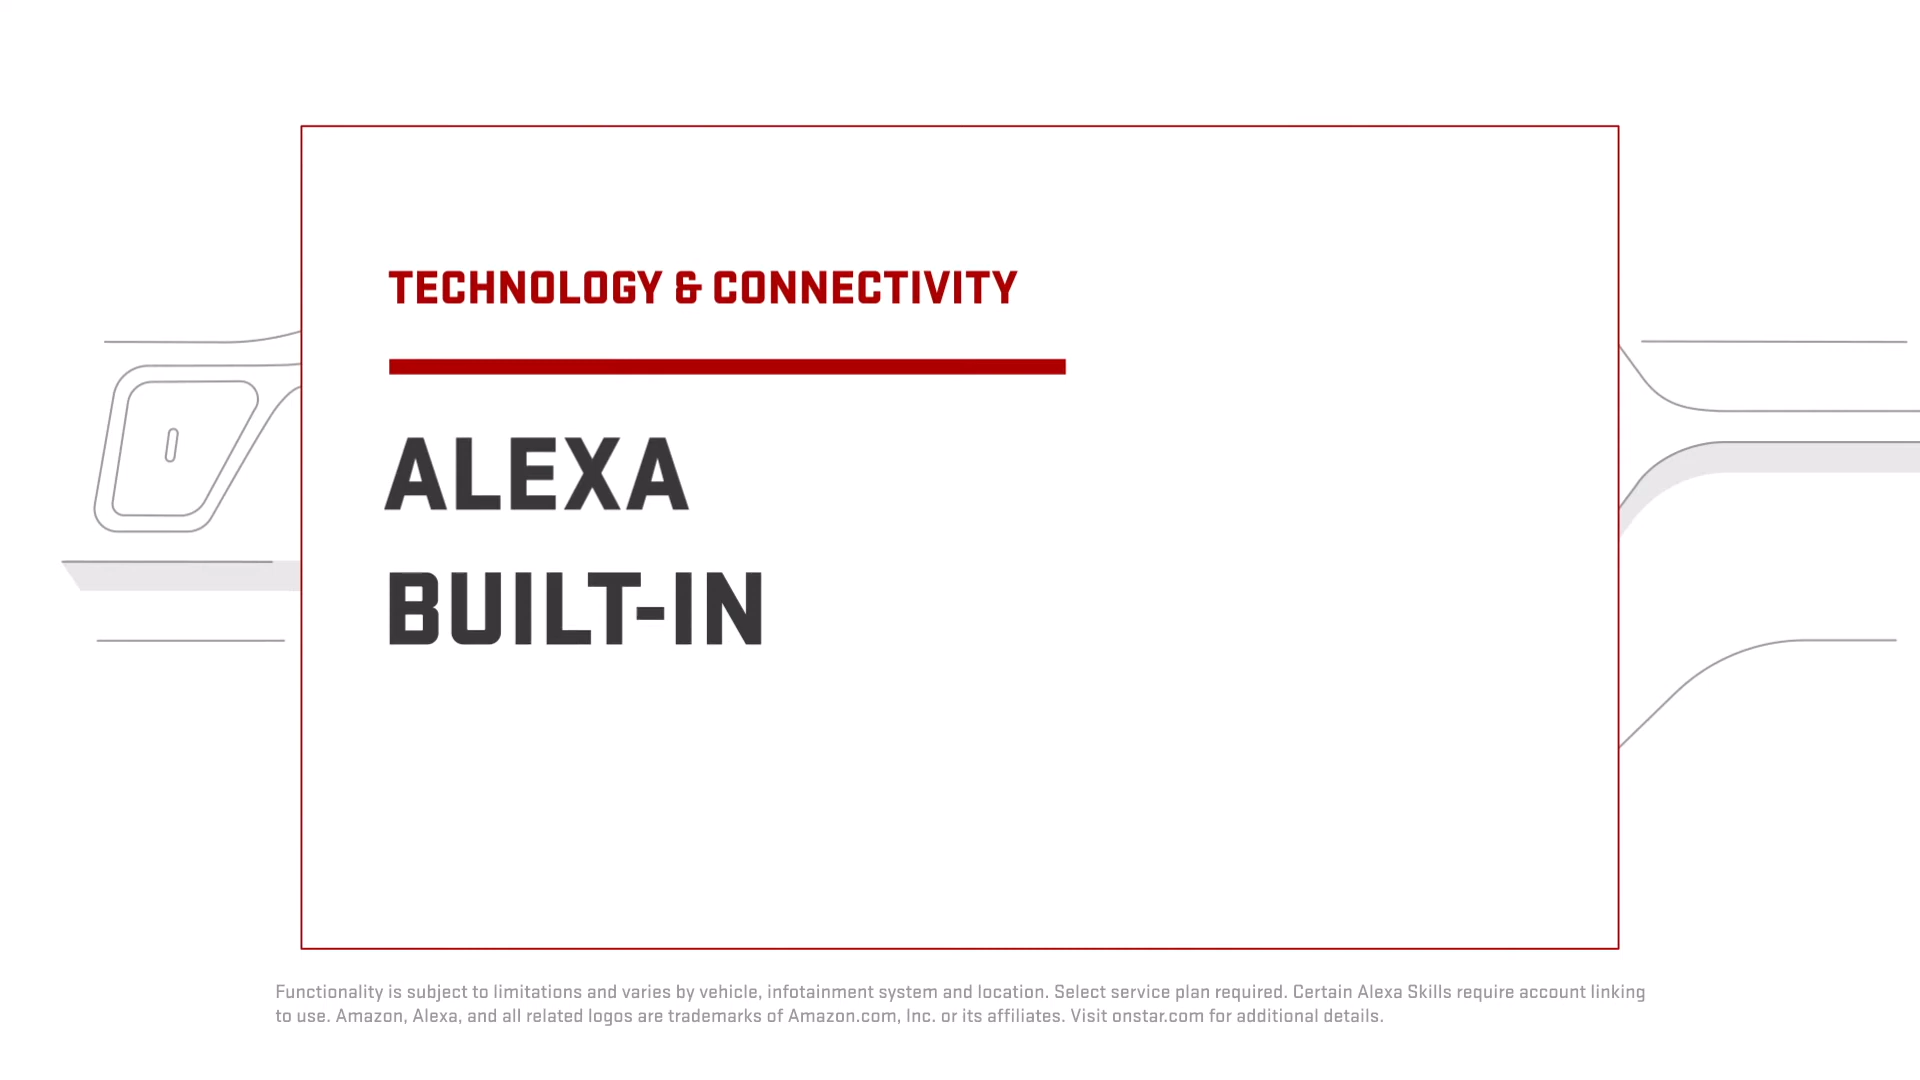 TECHNOLOGY & CONNECTIVITY
ALEXA
BUILT-IN
Functionality is subject to limitations and varies by vehicle, infotainment system and location. Select service plan required. Certain Alexa Skills require account linking
to use. Amazon, Alexa, and all related logos are trademarks of Amazon.com, Inc. or its affiliates. Visit onstar.com for additional details.